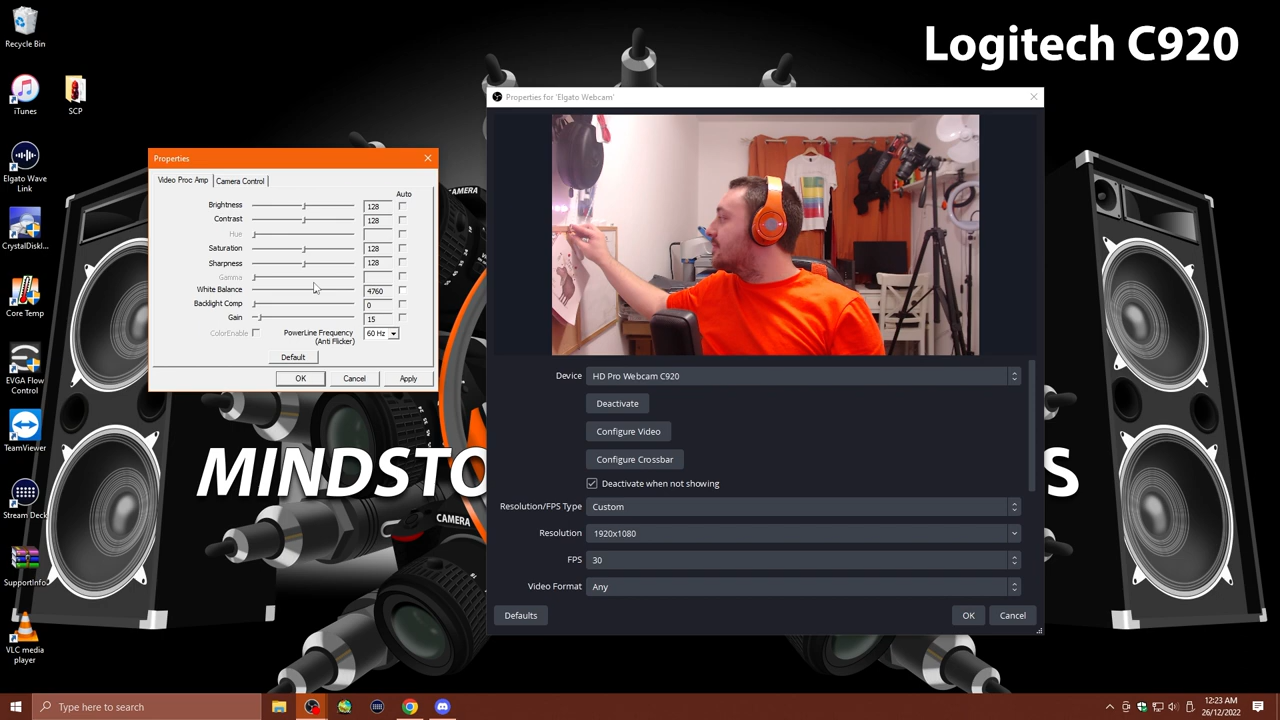 Logitech C920
Recycle Bin
iTunes
SCP
Elgato Wave
Link
CrystalDiskI...
Core Temp
EVGA Flow
Control
TeamViewer
Stream Deck
SupportInfo
VLC media
player
Properties
Video Proc Amp
Camera Control
Auto
Brightness 128
Contrast 128
Hue
Saturation 128
Sharpness 128
Gamma
White Balance 4760
Backlight Comp 0
Gain 15
ColorEnable
PowerLine Frequency
(Anti Flicker)
60 Hz
Default
OK Cancel Apply
CAMERA
MINDSTO
S
CAMERA
Properties for 'Elgato Webcam'
Device HD Pro Webcam C920
Deactivate
Configure Video
Configure Crossbar
Deactivate when not showing
Resolution/FPS Type Custom
Resolution 1920x1080
FPS 30
Video Format Any
Defaults OK Cancel
Type here to search
12:23 AM
26/12/2022